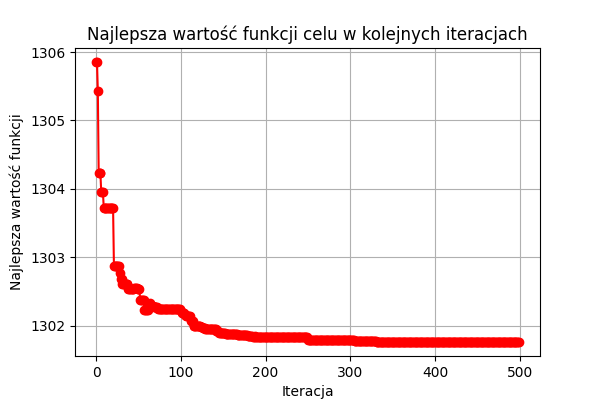 Najlepsza wartość funkcji celu w kolejnych iteracjach
1306
1305
1304
1303
1302
Najlepsza wartość funkcji
0 100 200 300 400 500
Iteracja